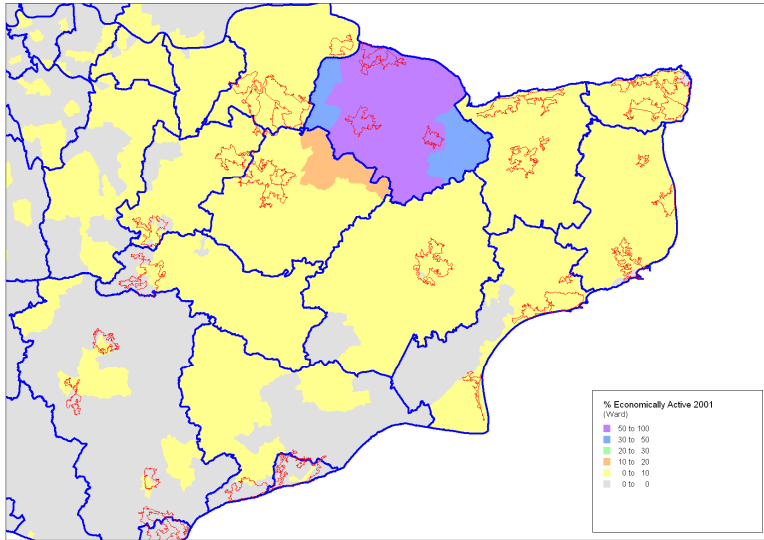 % Economically Active 2001
(Ward)
50 to 100
30 to 50
20 to 30
10 to 20
0 to 10
0 to 0